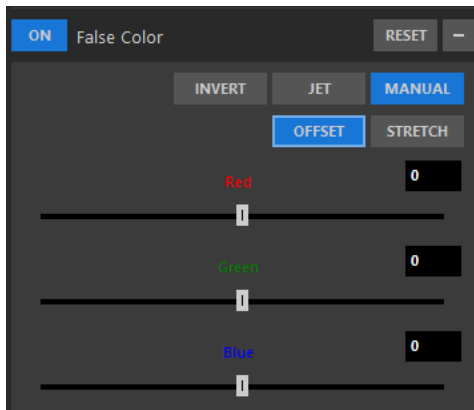 ON False Color RESET −
INVERT JET MANUAL
OFFSET STRETCH
Red 0
Green 0
Blue 0